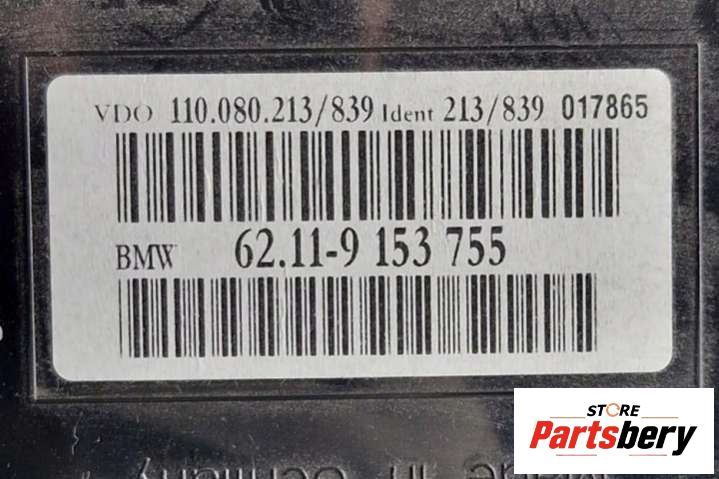 VDO 110.080.213/839 Ident 213/839 017865
BMW 62.11-9 153 755
STORE
Partsbery